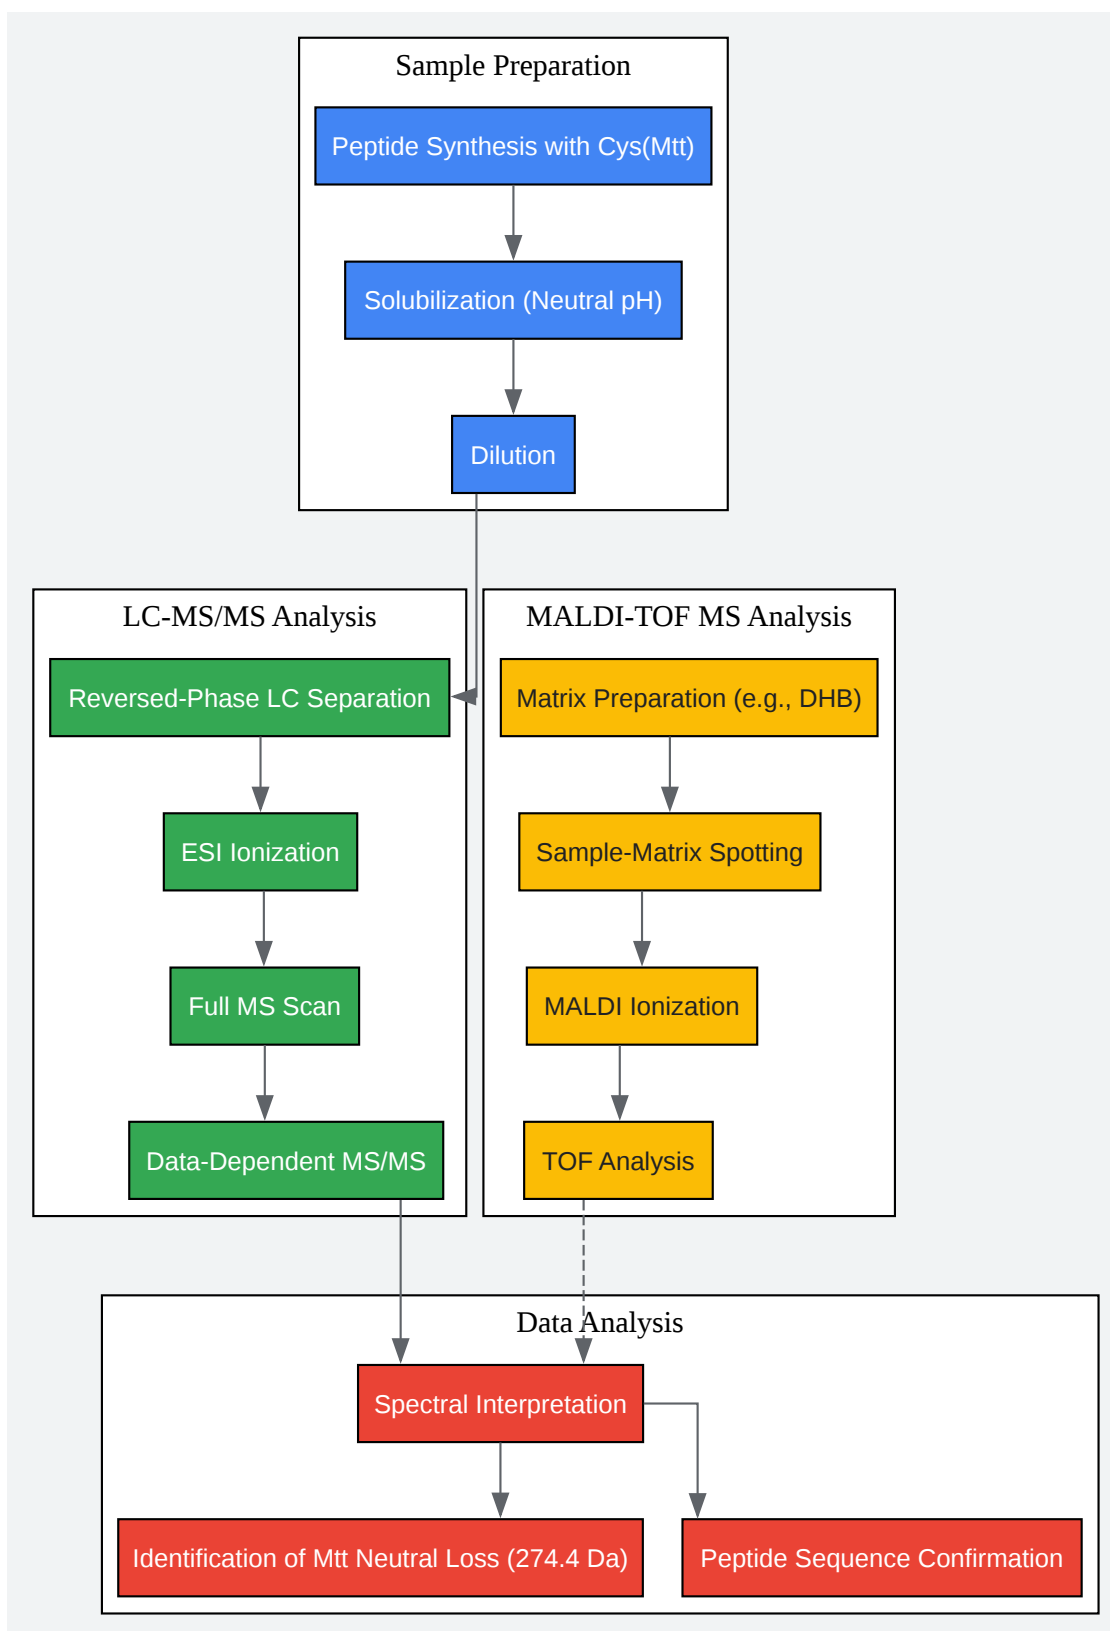 Sample Preparation
Peptide Synthesis with Cys(Mtt)
Solubilization (Neutral pH)
Dilution
LC-MS/MS Analysis
Reversed-Phase LC Separation
ESI Ionization
Full MS Scan
Data-Dependent MS/MS
MALDI-TOF MS Analysis
Matrix Preparation (e.g., DHB)
Sample-Matrix Spotting
MALDI Ionization
TOF Analysis
Data Analysis
Spectral Interpretation
Identification of Mtt Neutral Loss (274.4 Da)
Peptide Sequence Confirmation